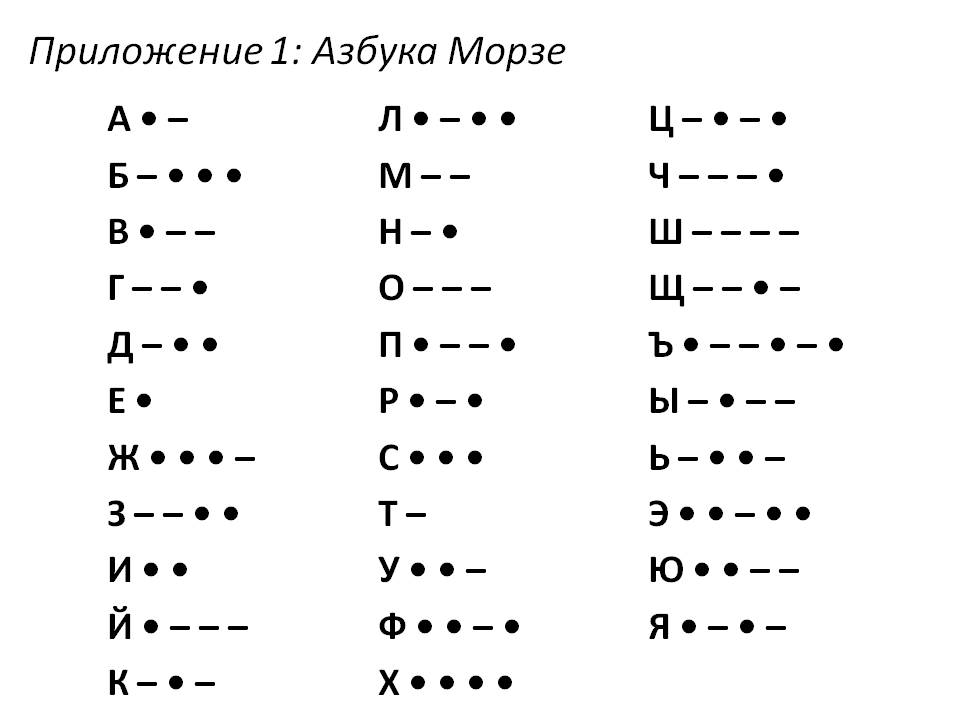 Приложение 1: Азбука Морзе
А • –
Б – • • •
В • – –
Г – – •
Д – • •
Е •
Ж • • • –
З – – • •
И • •
Й • – – –
К – • –
Л • – • •
М – –
Н – •
О – – –
П • – – •
Р • – •
С • • •
Т –
У • • –
Ф • • – •
Х • • • •
Ц – • – •
Ч – – – •
Ш – – – –
Щ – – • –
Ъ • – – • – •
Ы – • – –
Ь – • • –
Э • • – • •
Ю • • – –
Я • – • –